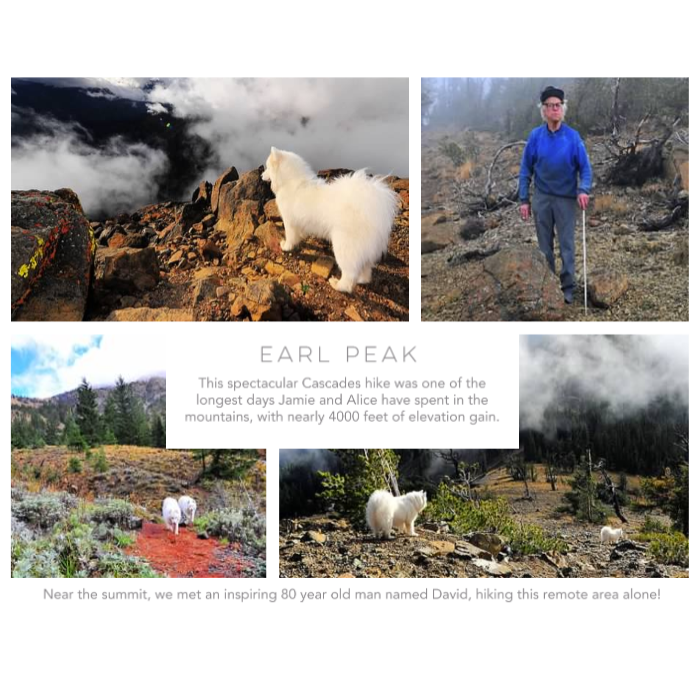 EARL PEAK
This spectacular Cascades hike was one of the
longest days Jamie and Alice have spent in the
mountains, with nearly 4000 feet of elevation gain.
Near the summit, we met an inspiring 80 year old man named David, hiking this remote area alone!